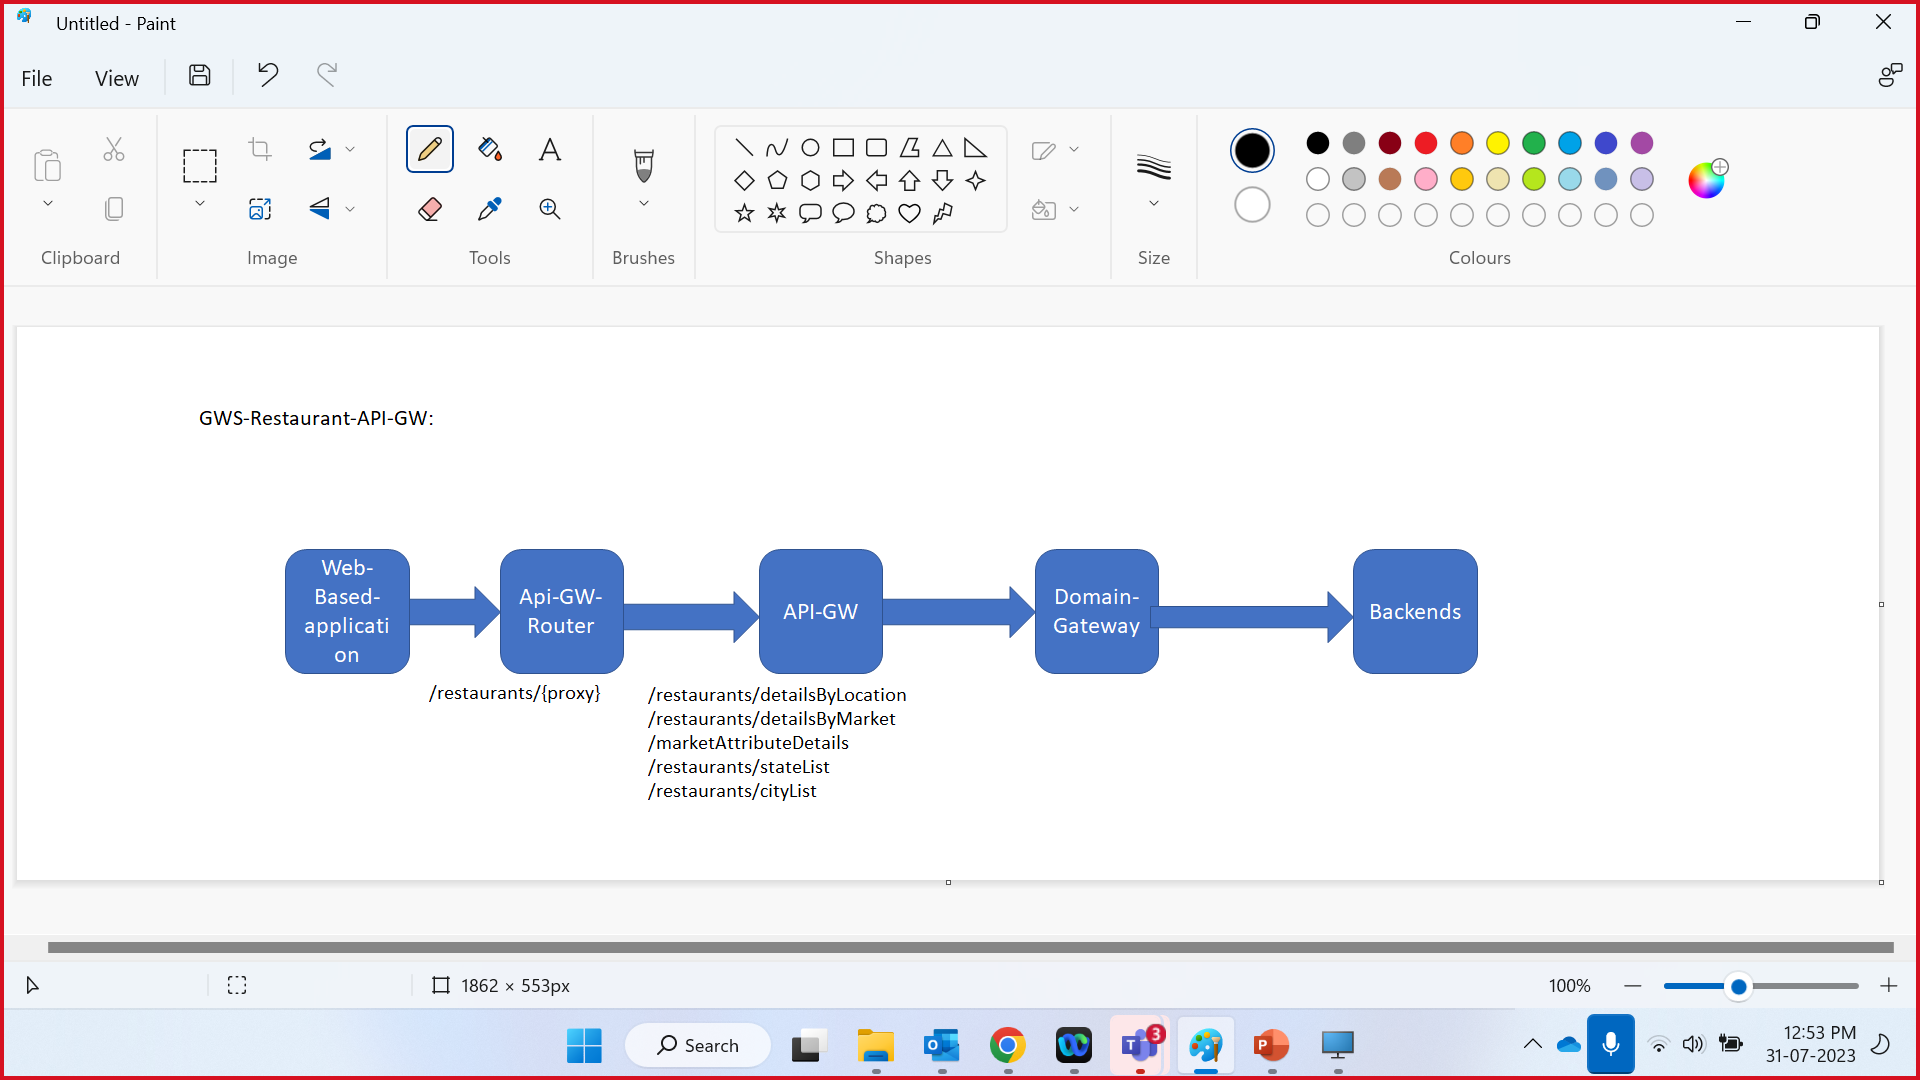 Untitled - Paint
File
View
Clipboard
Image
Tools
Brushes
Shapes
Size
Colours
GWS-Restaurant-API-GW:
Web-
Based-
applicati
on
Api-GW-
Router
API-GW
Domain-
Gateway
Backends
/restaurants/{proxy}
/restaurants/detailsByLocation
/restaurants/detailsByMarket
/marketAttributeDetails
/restaurants/stateList
/restaurants/cityList
1862 × 553px
100%
Search
3
12:53 PM
31-07-2023